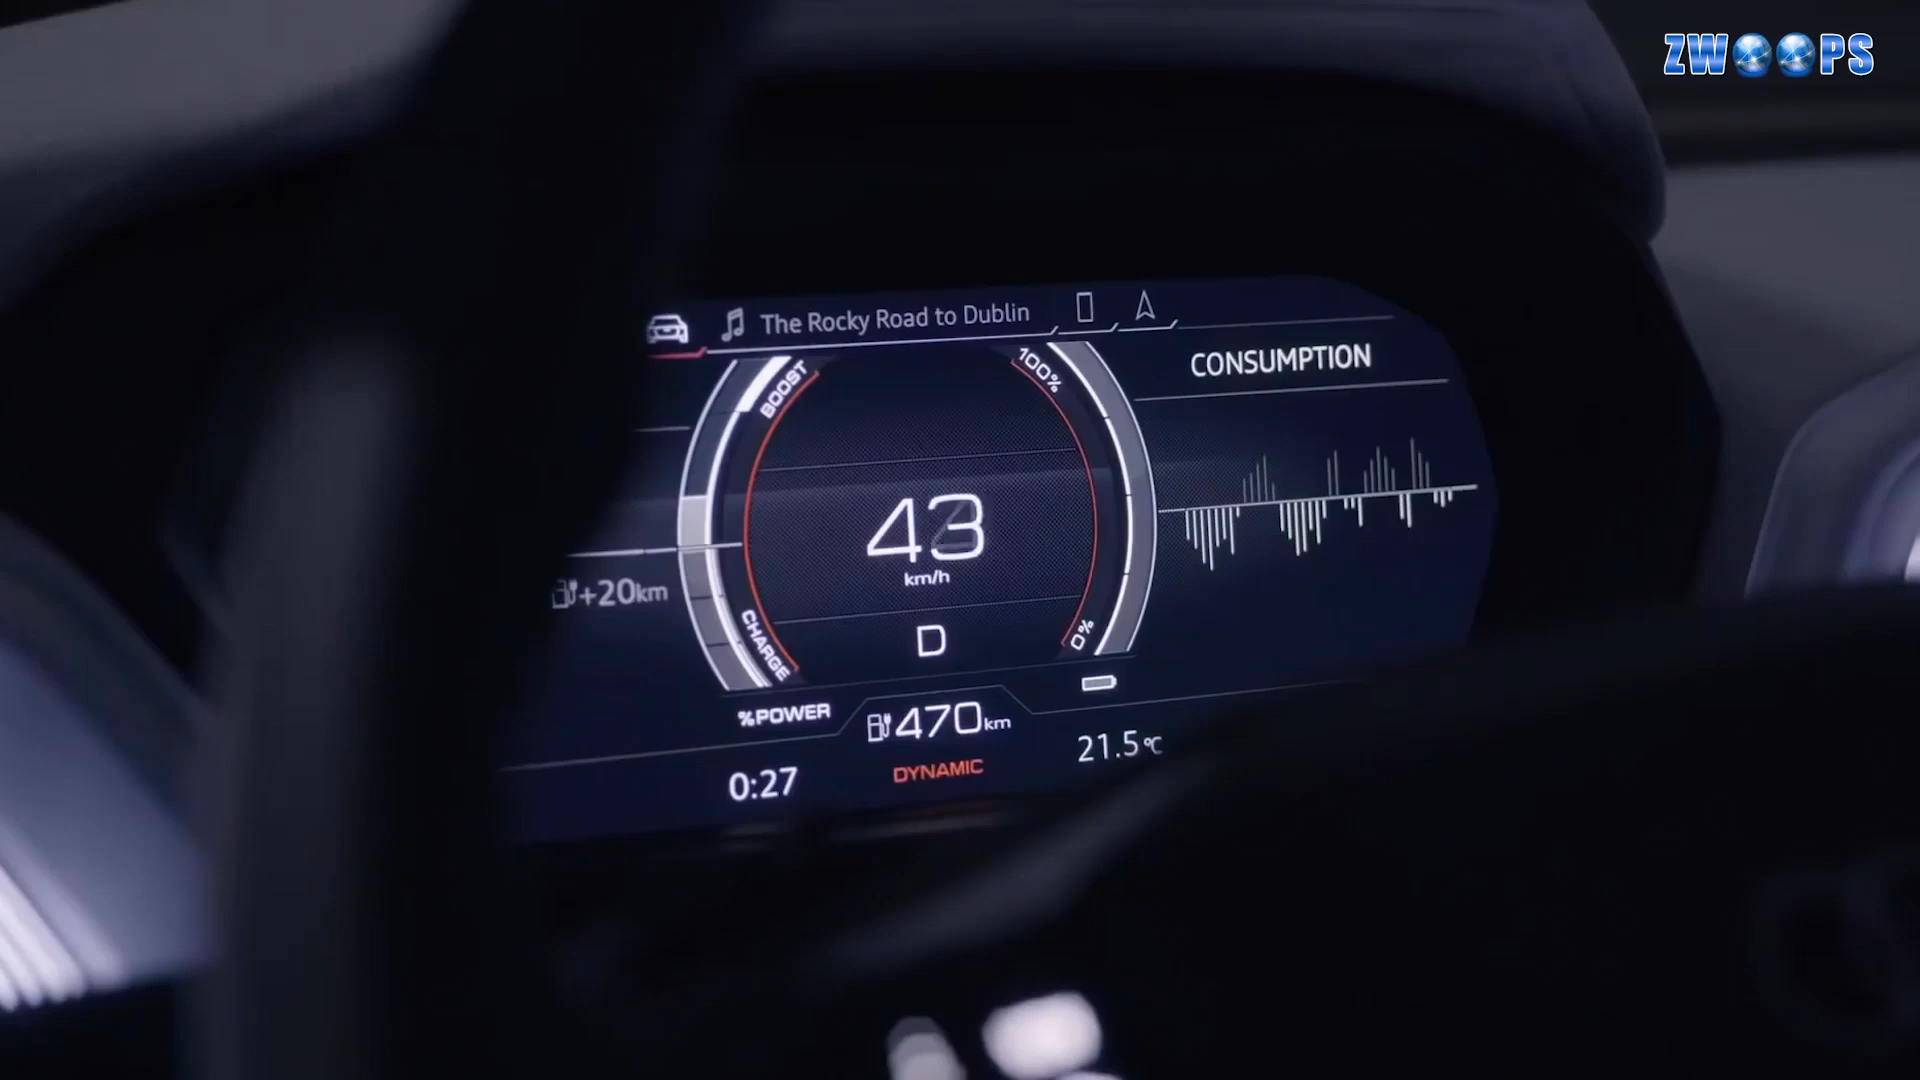 ZWOOPS
The Rocky Road to Dublin
CONSUMPTION
BOOST
100%
43
km/h
+20km
CHARGE
0%
D
%POWER
470km
21.5°C
0:27
DYNAMIC